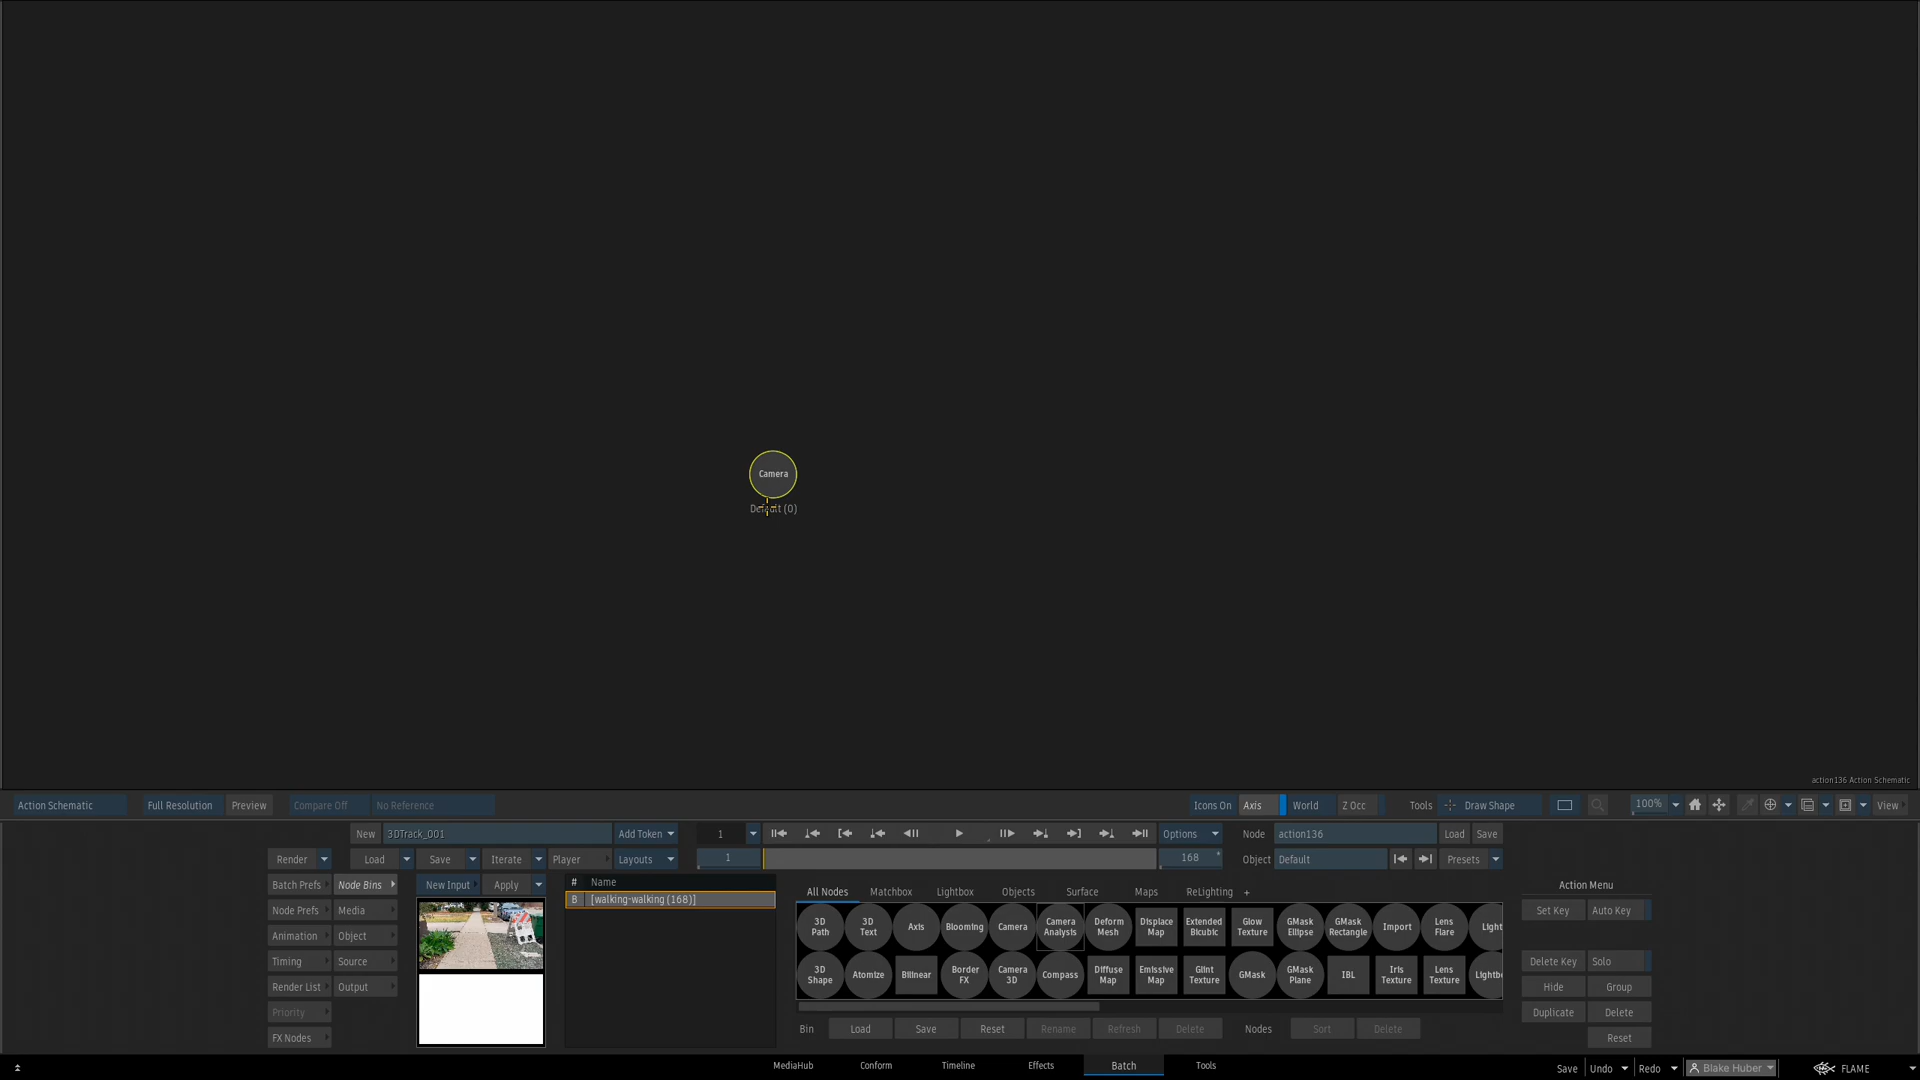 Camera
Default (0)
action136 Action Schematic
Action Schematic
Full Resolution
Preview
Compare Off
No Reference
Icons On
Axis
World
Z Occ
Tools
Draw Shape
100%
View
New
3DTrack_001
Add Token
1
Options
Node
action136
Load
Save
Render
Load
Save
Iterate
Player
Layouts
1
168
Object
Default
Presets
Batch Prefs
Node Bins
New Input
Apply
# Name
All Nodes
Matchbox
Lightbox
Objects
Surface
Maps
ReLighting
+
Action Menu
B [walking-walking (168)]
Node Prefs
Media
Set Key
Auto Key
3D Path
3D Text
Axis
Blooming
Camera
Camera Analysis
Deform Mesh
Displace Map
Extended Bicubic
Glow Texture
GMask Ellipse
GMask Rectangle
Import
Lens Flare
Light
Animation
Object
Timing
Source
Delete Key
Solo
3D Shape
Atomize
Bilinear
Border FX
Camera 3D
Compass
Diffuse Map
Emissive Map
Glint Texture
GMask
GMask Plane
IBL
Iris Texture
Lens Texture
Lightb
Render List
Output
Hide
Group
Priority
Duplicate
Delete
FX Nodes
Bin
Load
Save
Reset
Rename
Refresh
Delete
Nodes
Sort
Delete
Reset
MediaHub
Conform
Timeline
Effects
Batch
Tools
Save
Undo
Redo
Blake Huber
FLAME